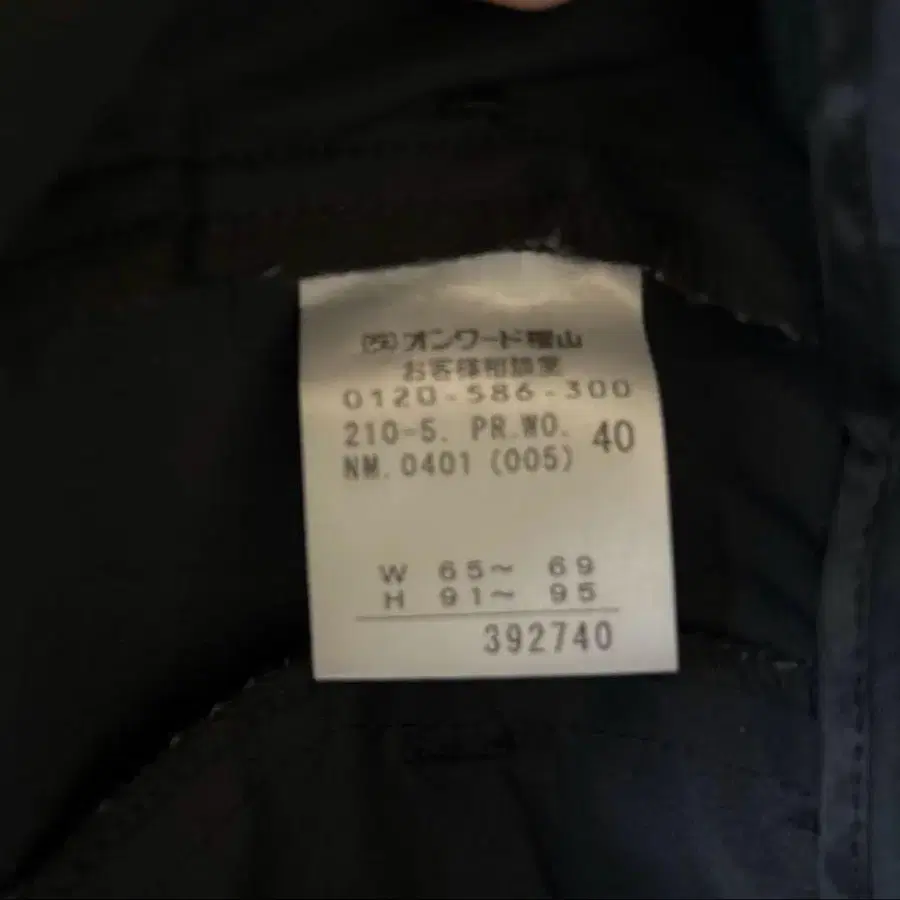 ㈱オンワード樫山
お客様相談室
0120-586-300
210-5. PR.WO. 40
NM.0401 (005)
W 65～ 69
H 91～ 95
392740